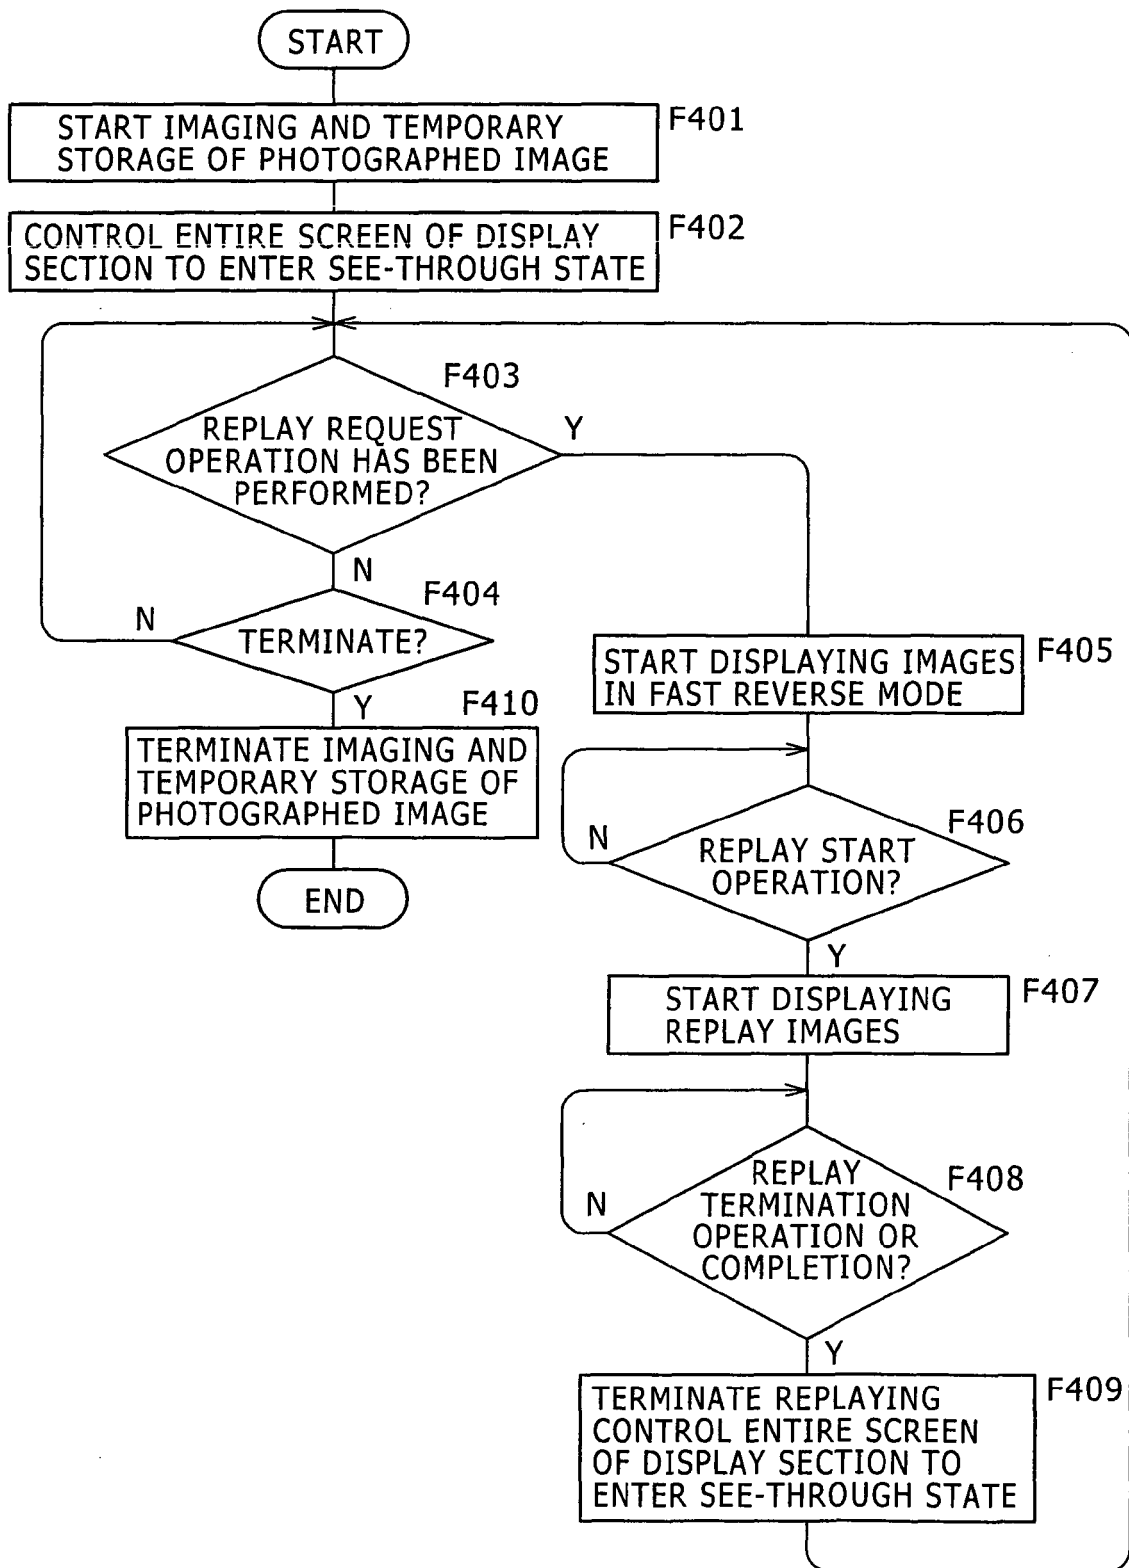 START
F401
START IMAGING AND TEMPORARY
STORAGE OF PHOTOGRAPHED IMAGE
F402
CONTROL ENTIRE SCREEN OF DISPLAY
SECTION TO ENTER SEE-THROUGH STATE
F403
REPLAY REQUEST
OPERATION HAS BEEN
PERFORMED?
Y
N
F404
TERMINATE?
N
Y
F410
TERMINATE IMAGING AND
TEMPORARY STORAGE OF
PHOTOGRAPHED IMAGE
END
F405
START DISPLAYING IMAGES
IN FAST REVERSE MODE
F406
REPLAY START
OPERATION?
N
Y
F407
START DISPLAYING
REPLAY IMAGES
F408
REPLAY
TERMINATION
OPERATION OR
COMPLETION?
N
Y
F409
TERMINATE REPLAYING
CONTROL ENTIRE SCREEN
OF DISPLAY SECTION TO
ENTER SEE-THROUGH STATE